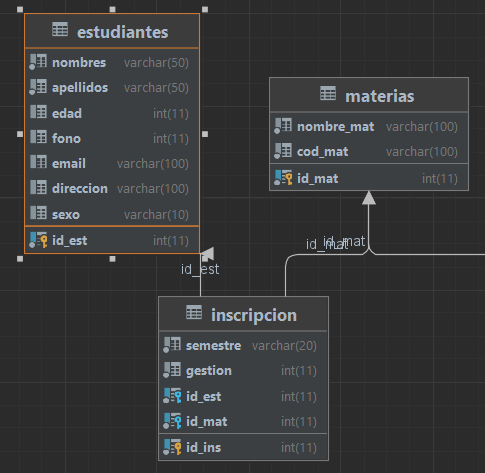 estudiantes
nombres varchar(50)
apellidos varchar(50)
edad int(11)
fono int(11)
email varchar(100)
direccion varchar(100)
sexo varchar(10)
id_est int(11)
materias
nombre_mat varchar(100)
cod_mat varchar(100)
id_mat int(11)
id_est
id_mat
id_mat
inscripcion
semestre varchar(20)
gestion int(11)
id_est int(11)
id_mat int(11)
id_ins int(11)